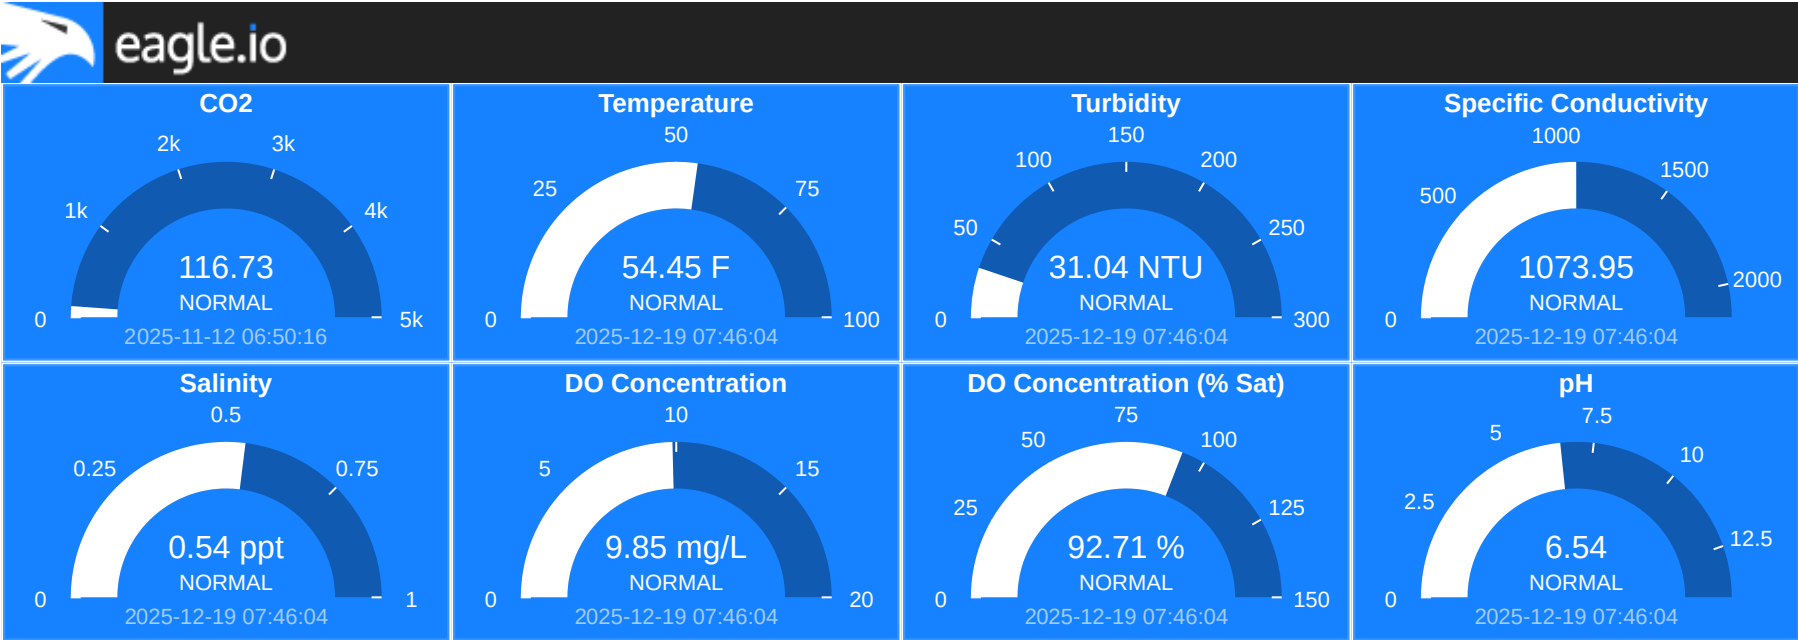 eagle.io
CO2
2k
3k
1k
4k
116.73
NORMAL
0
5k
2025-11-12 06:50:16
Temperature
50
25
75
54.45 F
NORMAL
0
100
2025-12-19 07:46:04
Turbidity
150
100
200
50
250
31.04 NTU
NORMAL
0
300
2025-12-19 07:46:04
Specific Conductivity
1000
1500
500
1073.95
2000
NORMAL
0
2025-12-19 07:46:04
Salinity
0.5
0.25
0.75
0.54 ppt
NORMAL
0
1
2025-12-19 07:46:04
DO Concentration
10
5
15
9.85 mg/L
NORMAL
0
20
2025-12-19 07:46:04
DO Concentration (% Sat)
75
50
100
25
125
92.71 %
NORMAL
0
150
2025-12-19 07:46:04
pH
7.5
5
10
2.5
12.5
6.54
NORMAL
0
2025-12-19 07:46:04